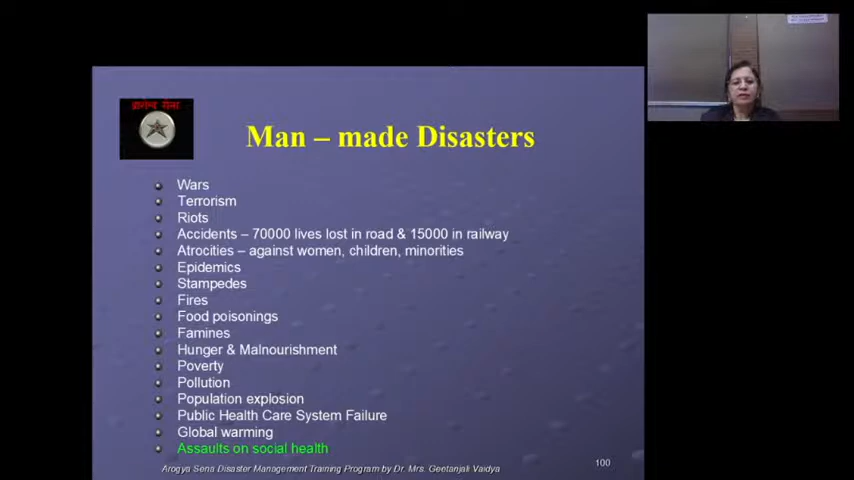 आरोग्य सेना
Man – made Disasters
Wars
Terrorism
Riots
Accidents – 70000 lives lost in road & 15000 in railway
Atrocities – against women, children, minorities
Epidemics
Stampedes
Fires
Food poisonings
Famines
Hunger & Malnourishment
Poverty
Pollution
Population explosion
Public Health Care System Failure
Global warming
Assaults on social health
Arogya Sena Disaster Management Training Program by Dr. Mrs. Geetanjali Vaidya
100